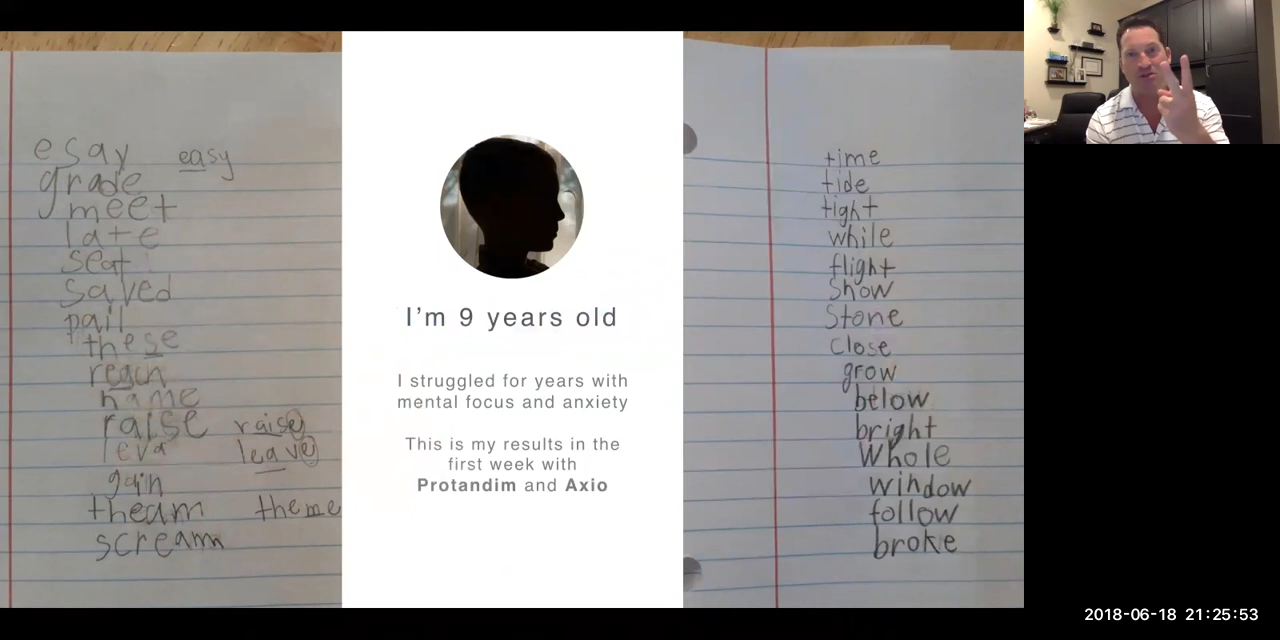 esay easy
grade
meet
late
seat
saved
pail
these
reach
name
raise raise
leva leave
gain
theam theme
scream
I'm 9 years old
I struggled for years with
mental focus and anxiety
This is my results in the
first week with
Protandim and Axio
time
tide
tight
while
flight
show
Stone
close
grow
below
bright
Whole
window
follow
broke
2018-06-18 21:25:53